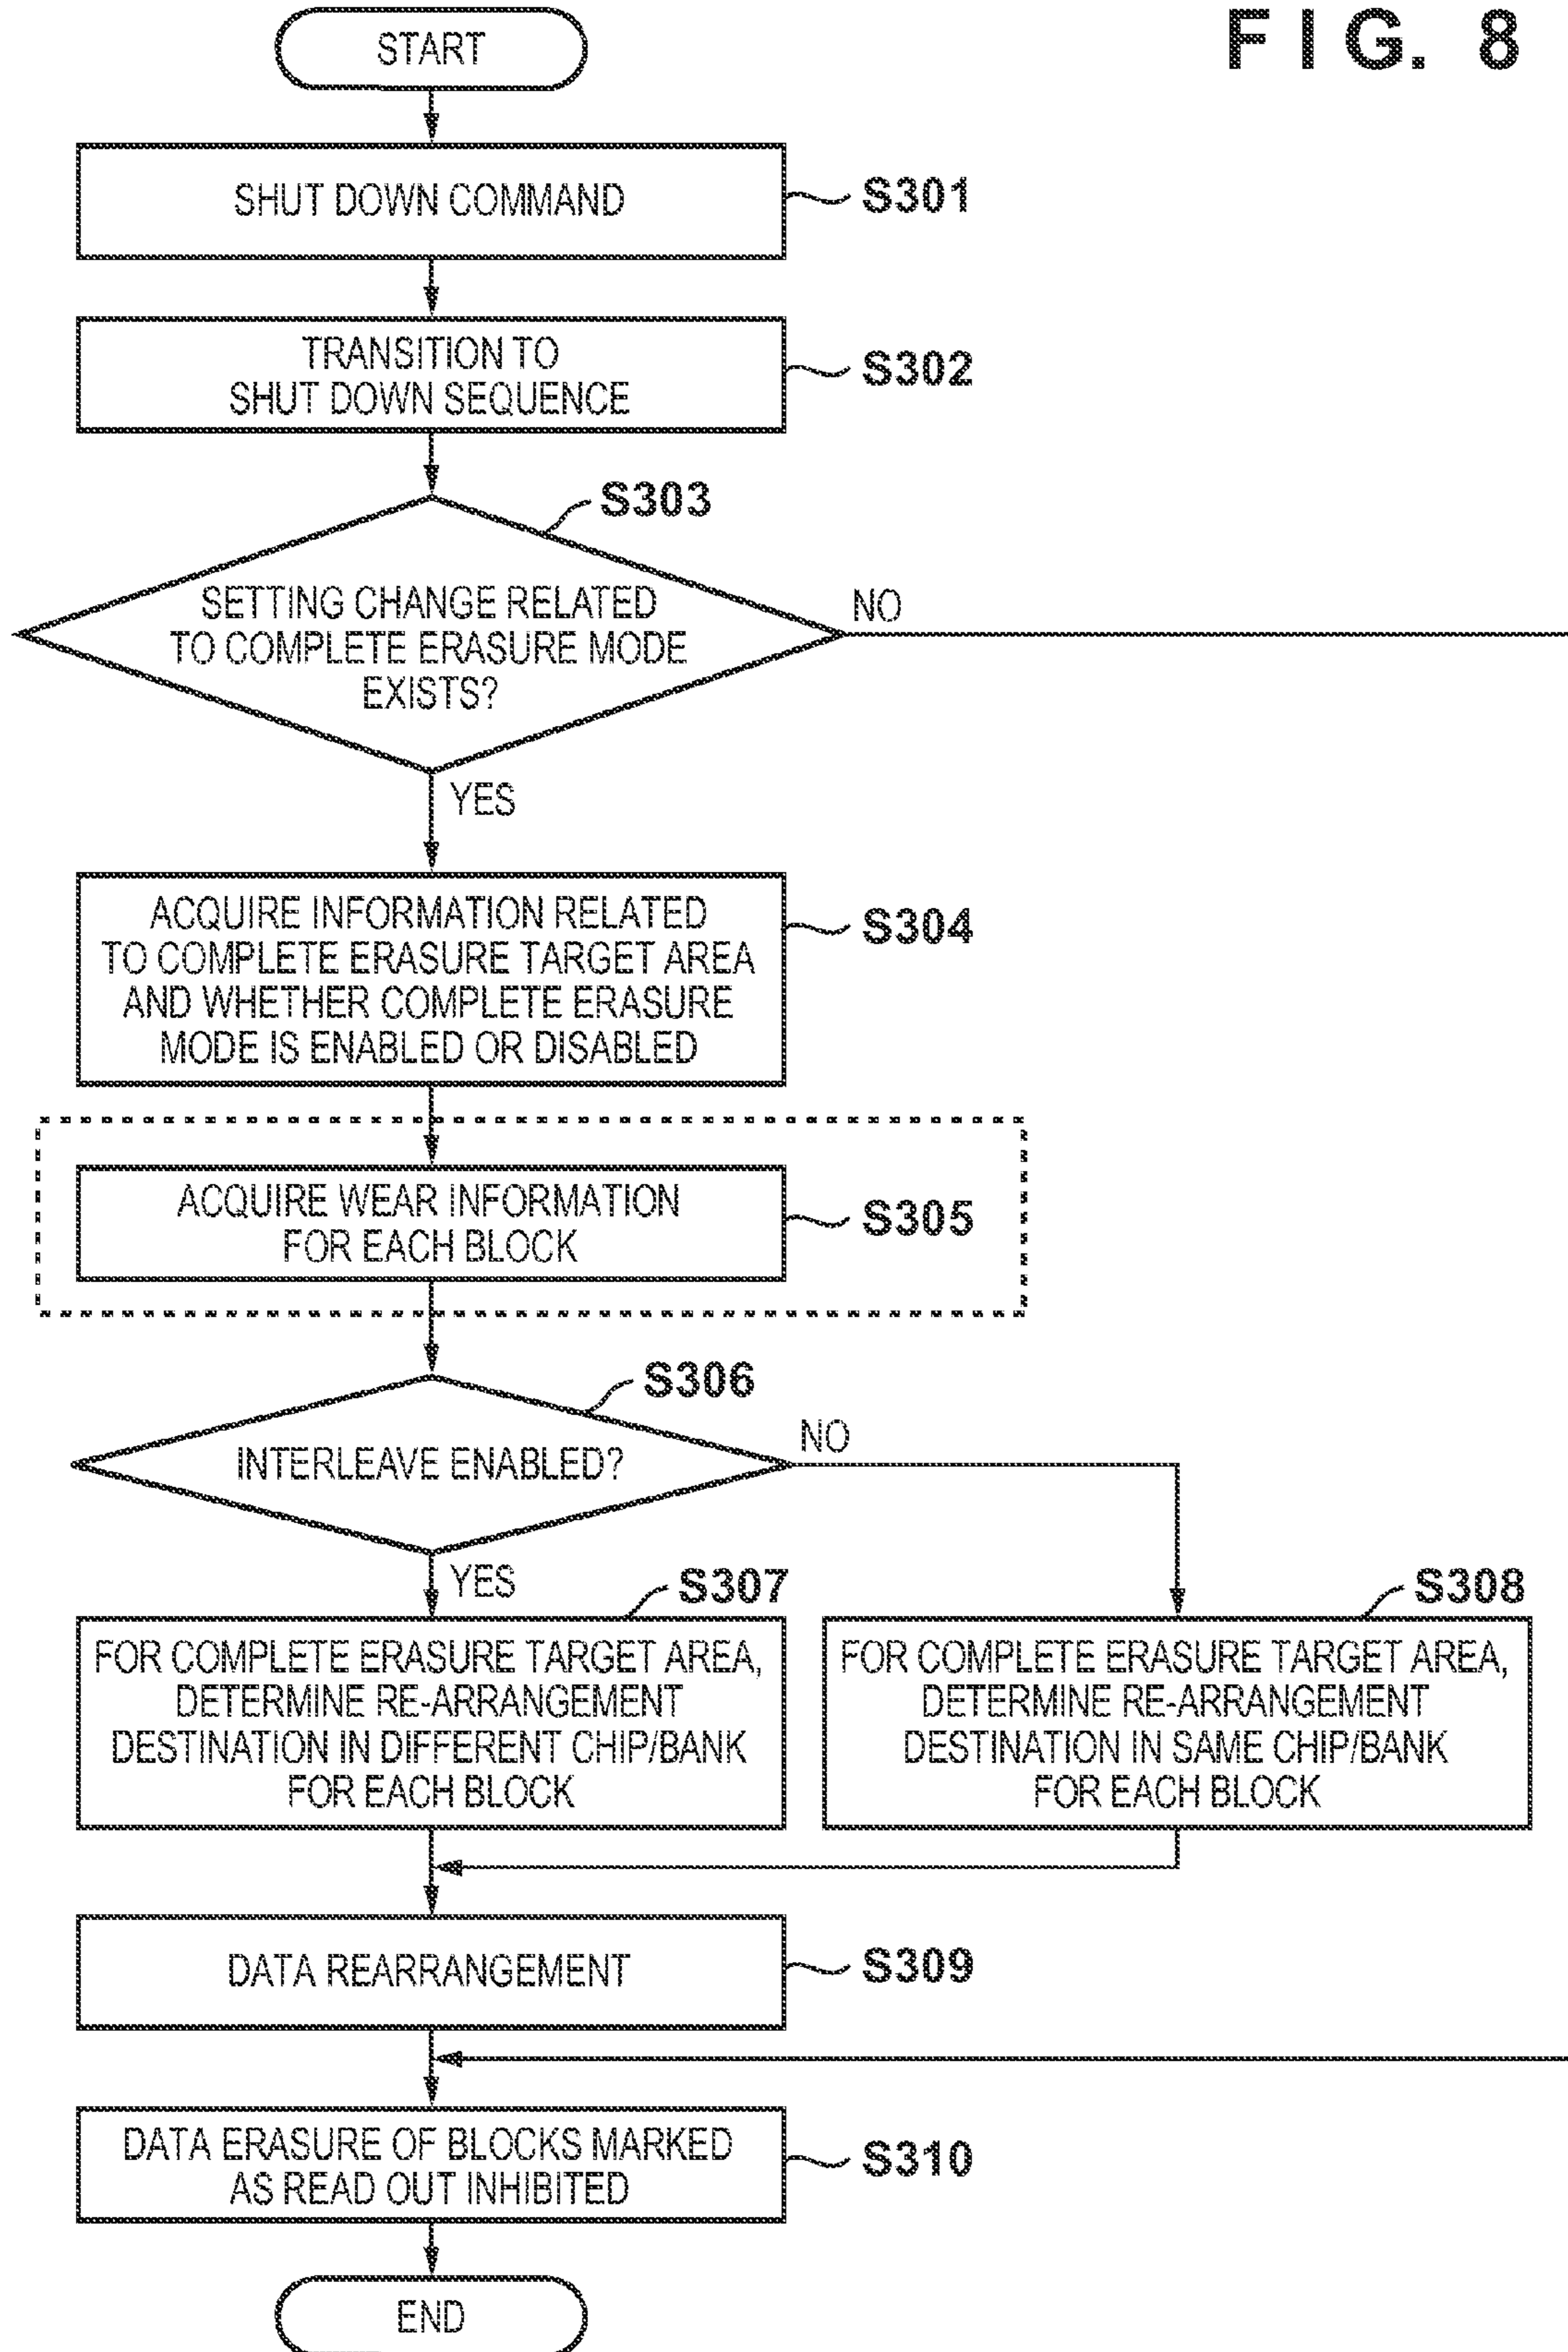 FIG. 8
START
SHUT DOWN COMMAND
S301
TRANSITION TO
SHUT DOWN SEQUENCE
S302
S303
SETTING CHANGE RELATED
TO COMPLETE ERASURE MODE
EXISTS?
NO
YES
ACQUIRE INFORMATION RELATED
TO COMPLETE ERASURE TARGET AREA
AND WHETHER COMPLETE ERASURE
MODE IS ENABLED OR DISABLED
S304
ACQUIRE WEAR INFORMATION
FOR EACH BLOCK
S305
S306
INTERLEAVE ENABLED?
NO
YES
S307
FOR COMPLETE ERASURE TARGET AREA,
DETERMINE RE-ARRANGEMENT
DESTINATION IN DIFFERENT CHIP/BANK
FOR EACH BLOCK
S308
FOR COMPLETE ERASURE TARGET AREA,
DETERMINE RE-ARRANGEMENT
DESTINATION IN SAME CHIP/BANK
FOR EACH BLOCK
DATA REARRANGEMENT
S309
DATA ERASURE OF BLOCKS MARKED
AS READ OUT INHIBITED
S310
END